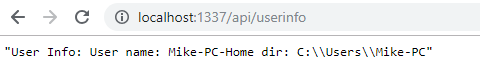 localhost:1337/api/userinfo
"User Info: User name: Mike-PC-Home dir: C:\\Users\\Mike-PC"